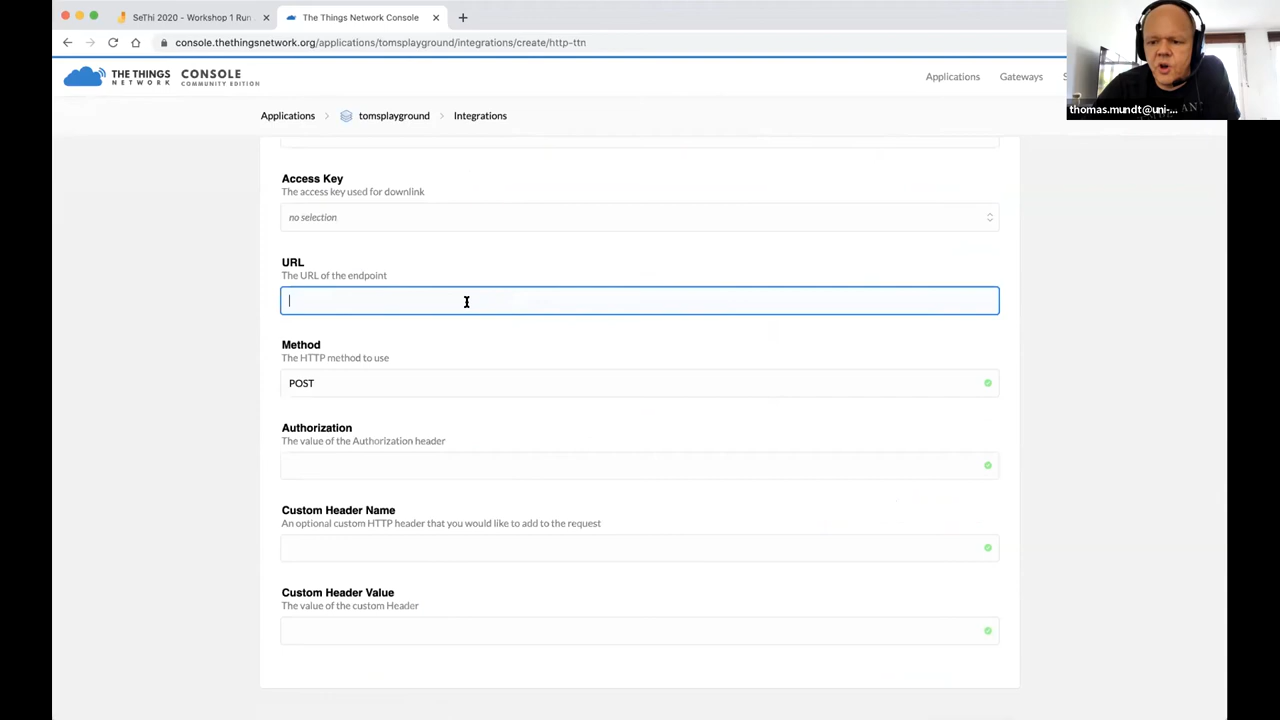 SeThi 2020 - Workshop 1 Run
The Things Network Console
console.thethingsnetwork.org/applications/tomsplayground/integrations/create/http-ttn
THE THINGS NETWORK
CONSOLE
COMMUNITY EDITION
Applications
Gateways
thomas.mundt@uni-...
Applications
tomsplayground
Integrations
Access Key
The access key used for downlink
no selection
URL
The URL of the endpoint
Method
The HTTP method to use
POST
Authorization
The value of the Authorization header
Custom Header Name
An optional custom HTTP header that you would like to add to the request
Custom Header Value
The value of the custom Header